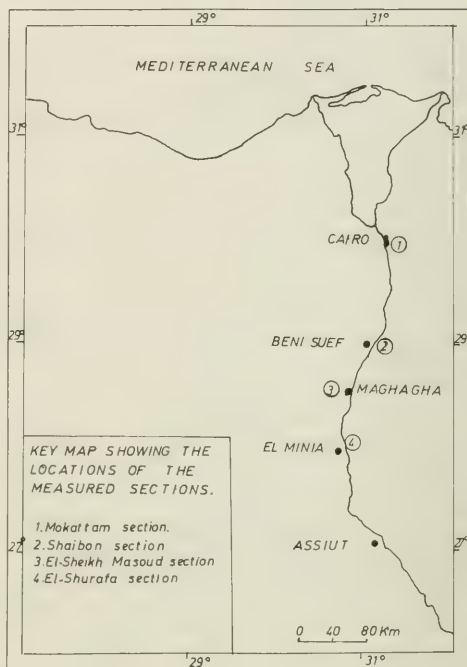 29° 31°
MEDITERRANEAN SEA
31° 31°
CAIRO 1
29°
BENI SUEF 2
3 MAGHAGHA
4
EL MINIA
KEY MAP SHOWING THE
LOCATIONS OF THE
MEASURED SECTIONS.
1.Mokattam section.
2.Shaibon section
3.El-Sheikh Masoud section
4.El-Shurafa section
27° 27°
ASSIUT
0 40 80 Km
29° 31°